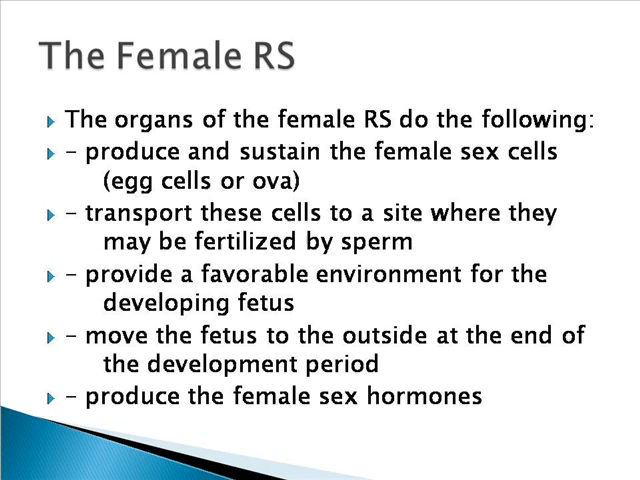 The Female RS
The organs of the female RS do the following:
– produce and sustain the female sex cells
(egg cells or ova)
– transport these cells to a site where they
may be fertilized by sperm
– provide a favorable environment for the
developing fetus
– move the fetus to the outside at the end of
the development period
– produce the female sex hormones